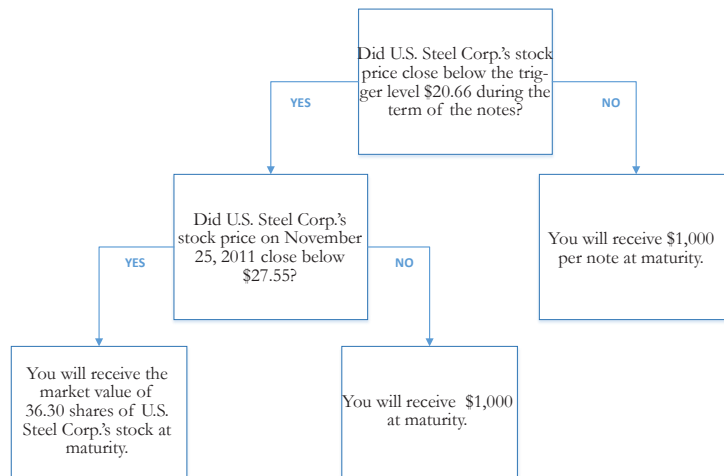 Did U.S. Steel Corp.'s stock
price close below the trig-
ger level $20.66 during the
term of the notes?
YES
NO
Did U.S. Steel Corp.'s
stock price on November
25, 2011 close below
$27.55?
You will receive $1,000
per note at maturity.
YES
NO
You will receive the
market value of
36.30 shares of U.S.
Steel Corp.'s stock at
maturity.
You will receive $1,000
at maturity.